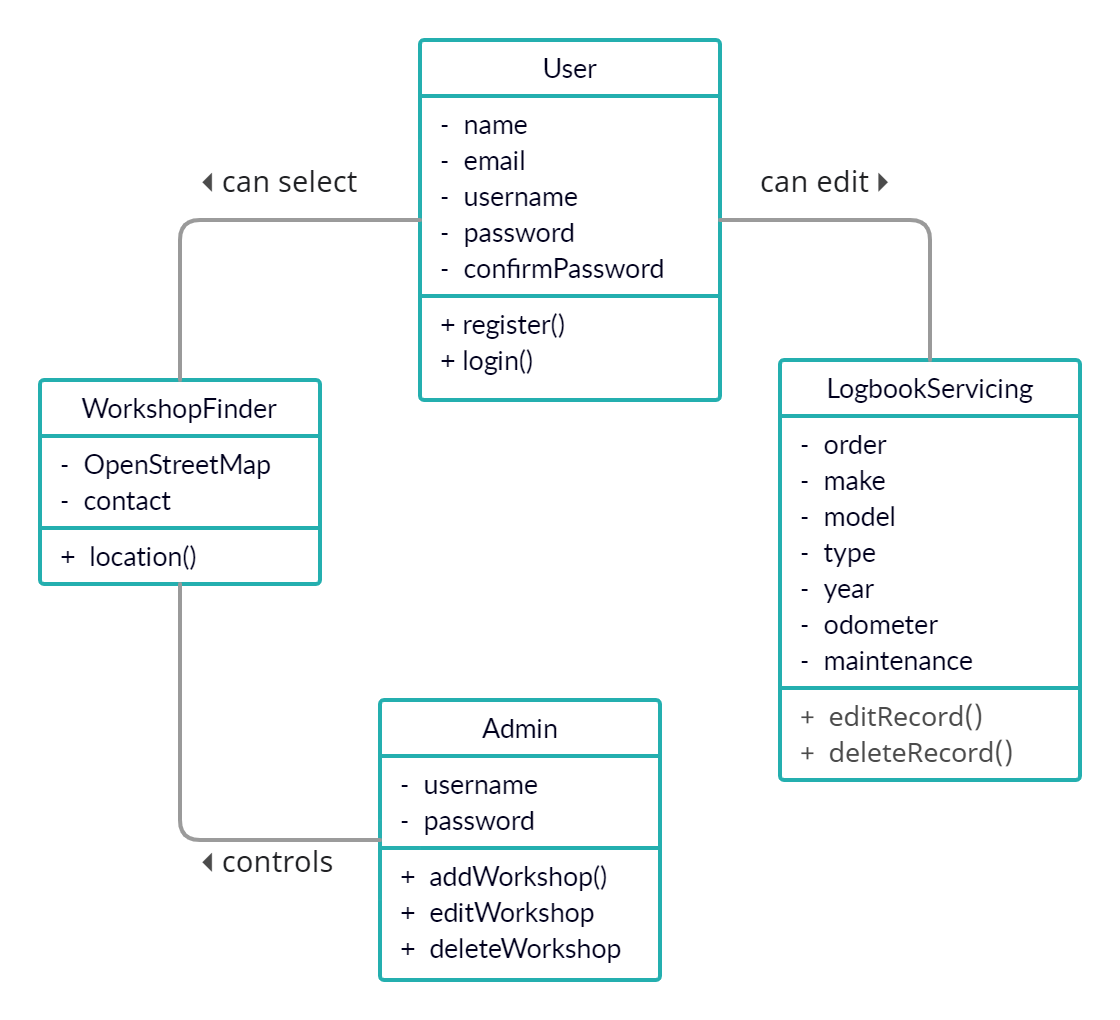 User
- name
- email
- username
- password
- confirmPassword
+ register()
+ login()
can select
can edit
WorkshopFinder
- OpenStreetMap
- contact
+ location()
LogbookServicing
- order
- make
- model
- type
- year
- odometer
- maintenance
+ editRecord()
+ deleteRecord()
Admin
- username
- password
+ addWorkshop()
+ editWorkshop
+ deleteWorkshop
controls